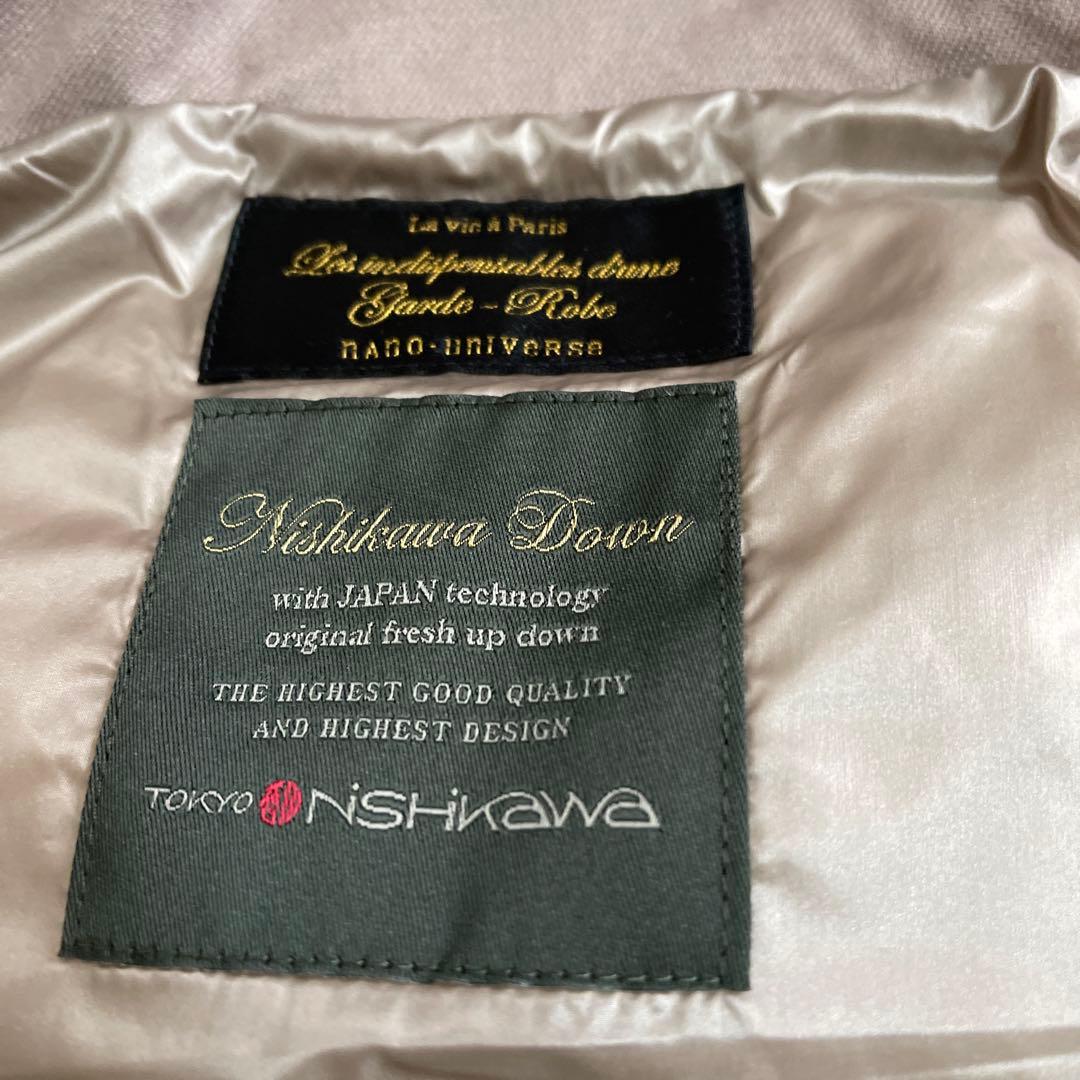 La vie à Paris
Les indispensables d'une
Garde - Robe
nano·universe
Nishikawa Down
with JAPAN technology
original fresh up down
THE HIGHEST GOOD QUALITY
AND HIGHEST DESIGN
TOKYO NiSHiKaWa